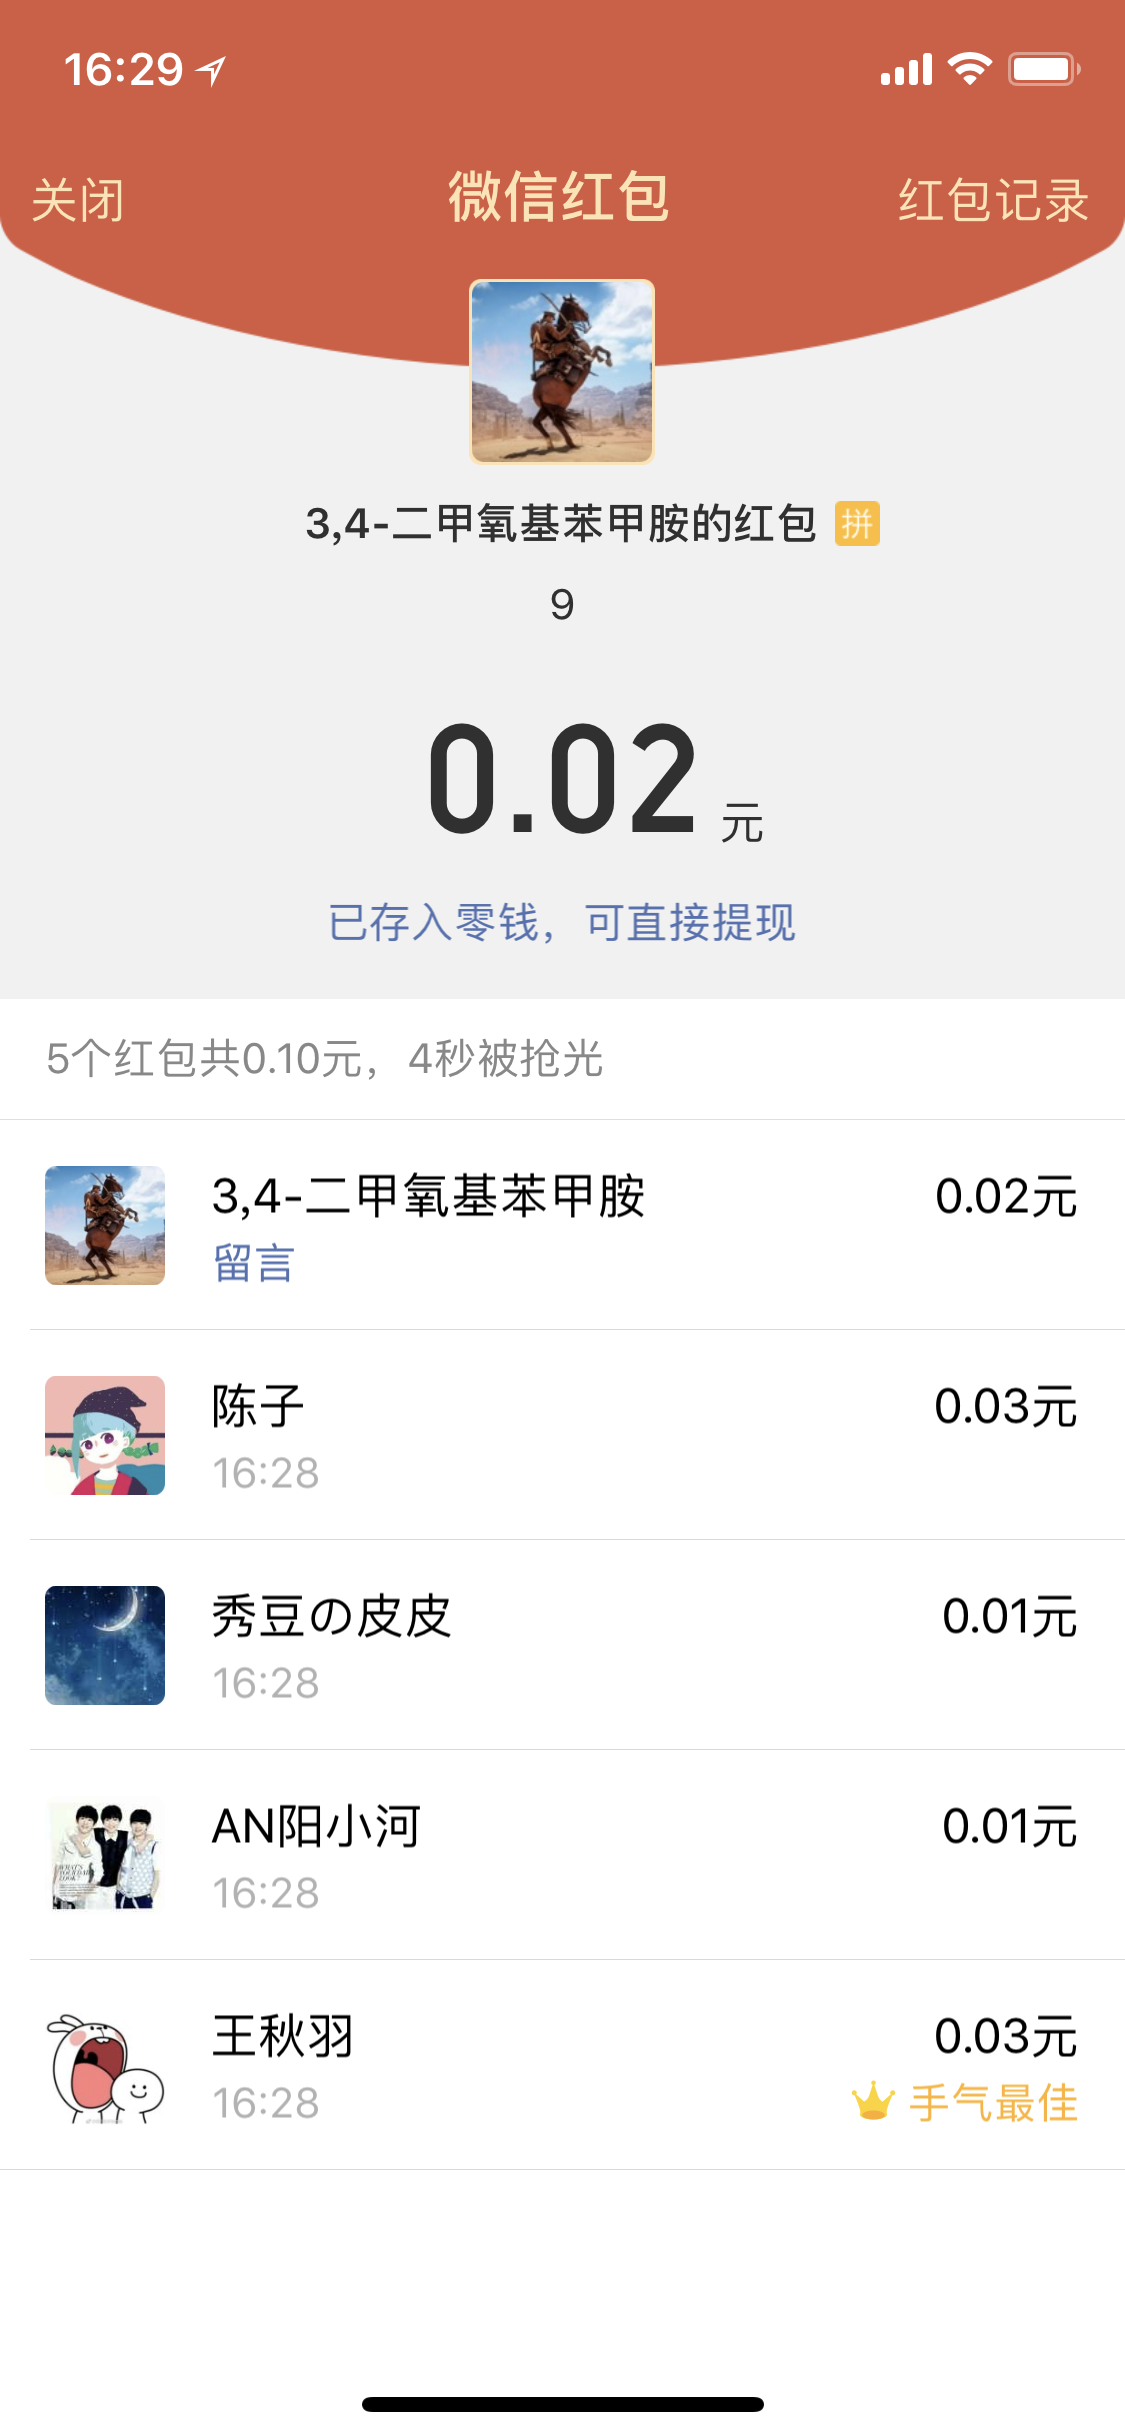 16:29
关闭 微信红包 红包记录
3,4-二甲氧基苯甲胺的红包 拼
9
0.02 元
已存入零钱，可直接提现
5个红包共0.10元，4秒被抢光
3,4-二甲氧基苯甲胺 0.02元
留言
陈子 0.03元
16:28
秀豆の皮皮 0.01元
16:28
AN阳小河 0.01元
16:28
WHAT'S
YOUR DAI
LOOK?
王秋羽 0.03元
16:28 手气最佳